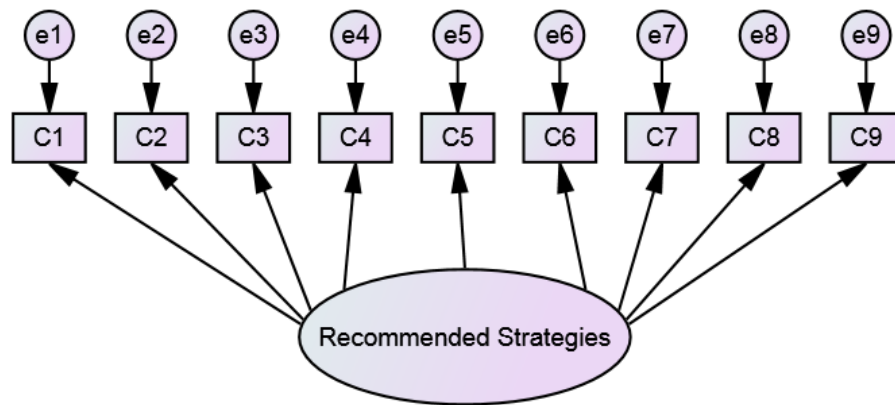 e1 e2 e3 e4 e5 e6 e7 e8 e9
C1 C2 C3 C4 C5 C6 C7 C8 C9
Recommended Strategies